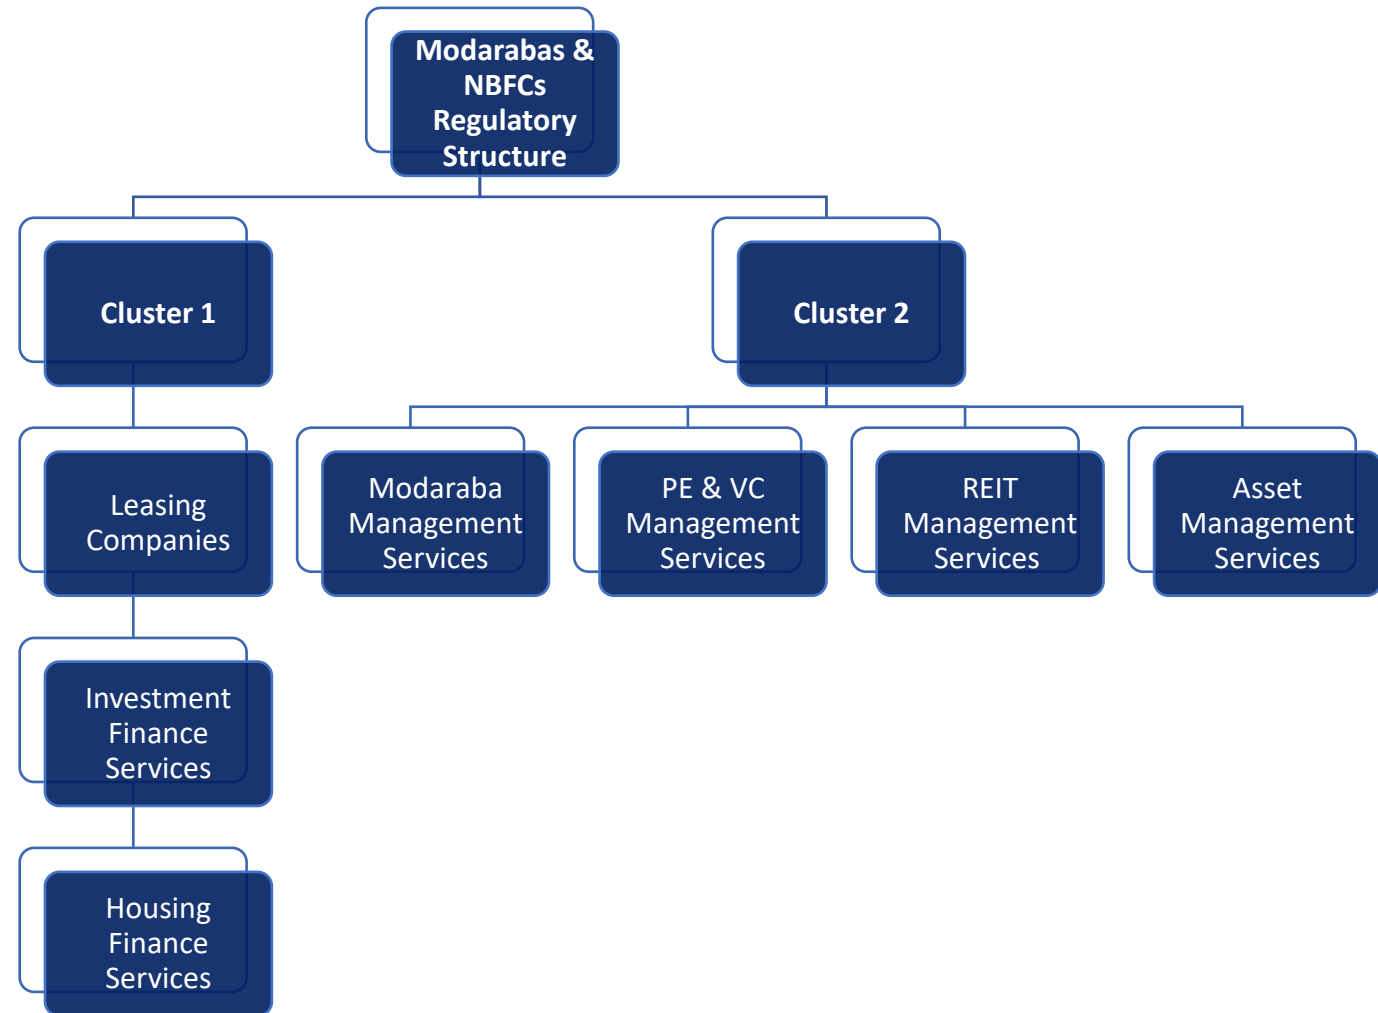 Modarabas &
NBFCs
Regulatory
Structure
Cluster 1
Cluster 2
Leasing
Companies
Modaraba
Management
Services
PE & VC
Management
Services
REIT
Management
Services
Asset
Management
Services
Investment
Finance
Services
Housing
Finance
Services